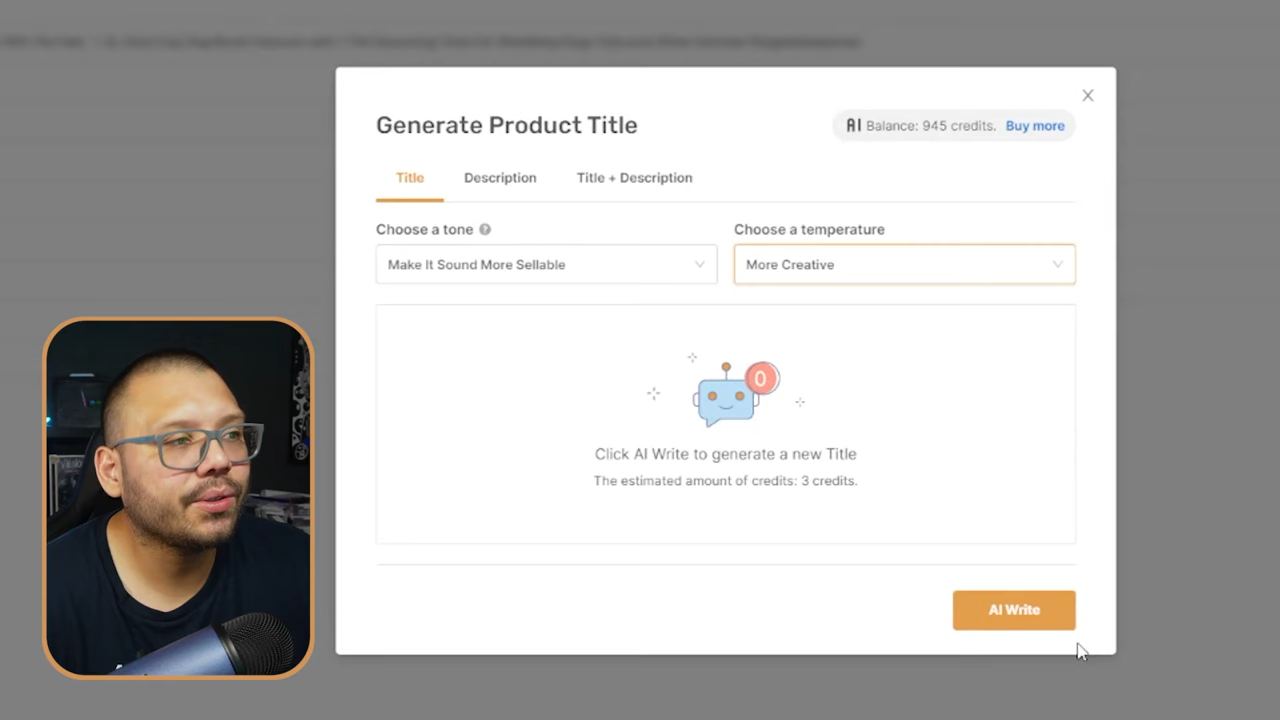 Generate Product Title
AI Balance: 945 credits. Buy more
Title Description Title + Description
Choose a tone ? Choose a temperature
Make It Sound More Sellable More Creative
0
Click AI Write to generate a new Title
The estimated amount of credits: 3 credits.
AI Write